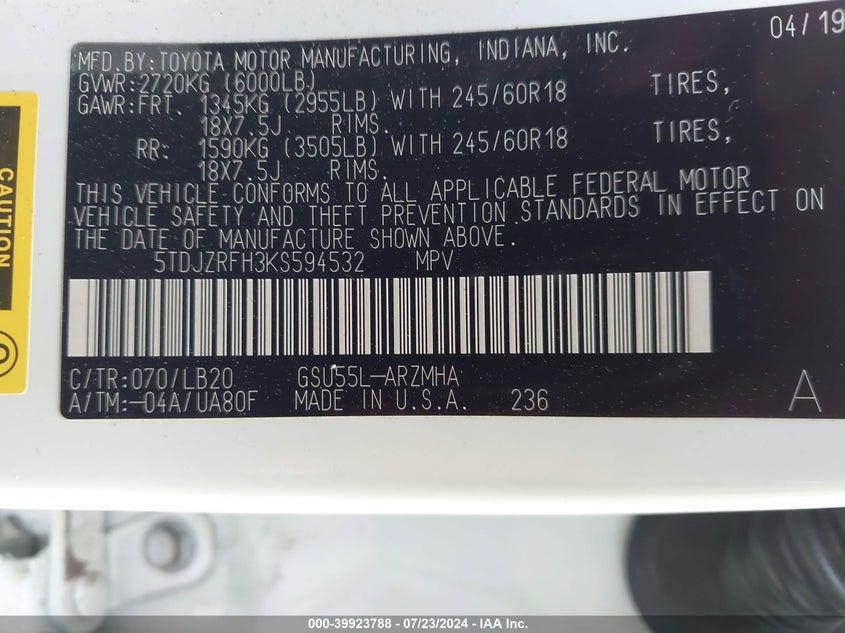 04/19
MFD.BY:TOYOTA MOTOR MANUFACTURING, INDIANA, INC.
GVWR:2720KG (6000LB)
GAWR:FRT. 1345KG (2955LB) WITH 245/60R18 TIRES,
18X7.5J RIMS.
RR: 1590KG (3505LB) WITH 245/60R18 TIRES,
18X7.5J RIMS.
THIS VEHICLE CONFORMS TO ALL APPLICABLE FEDERAL MOTOR
VEHICLE SAFETY AND THEFT PREVENTION STANDARDS IN EFFECT ON
THE DATE OF MANUFACTURE SHOWN ABOVE.
5TDJZRFH3KS594532 MPV
C/TR:070/LB20 GSU55L-ARZMHA
A/TM:-04A/UA80F MADE IN U.S.A. 236 A
CAUTION
000-39923788 - 07/23/2024 - IAA Inc.